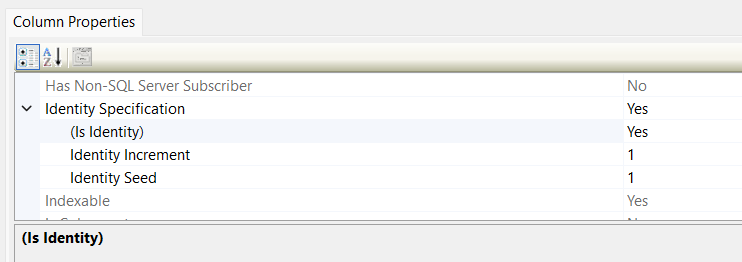 Column Properties
A
Z
Has Non-SQL Server Subscriber No
Identity Specification Yes
(Is Identity) Yes
Identity Increment 1
Identity Seed 1
Indexable Yes
(Is Identity)